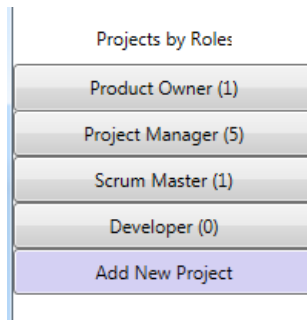 Projects by Roles
Product Owner (1)
Project Manager (5)
Scrum Master (1)
Developer (0)
Add New Project